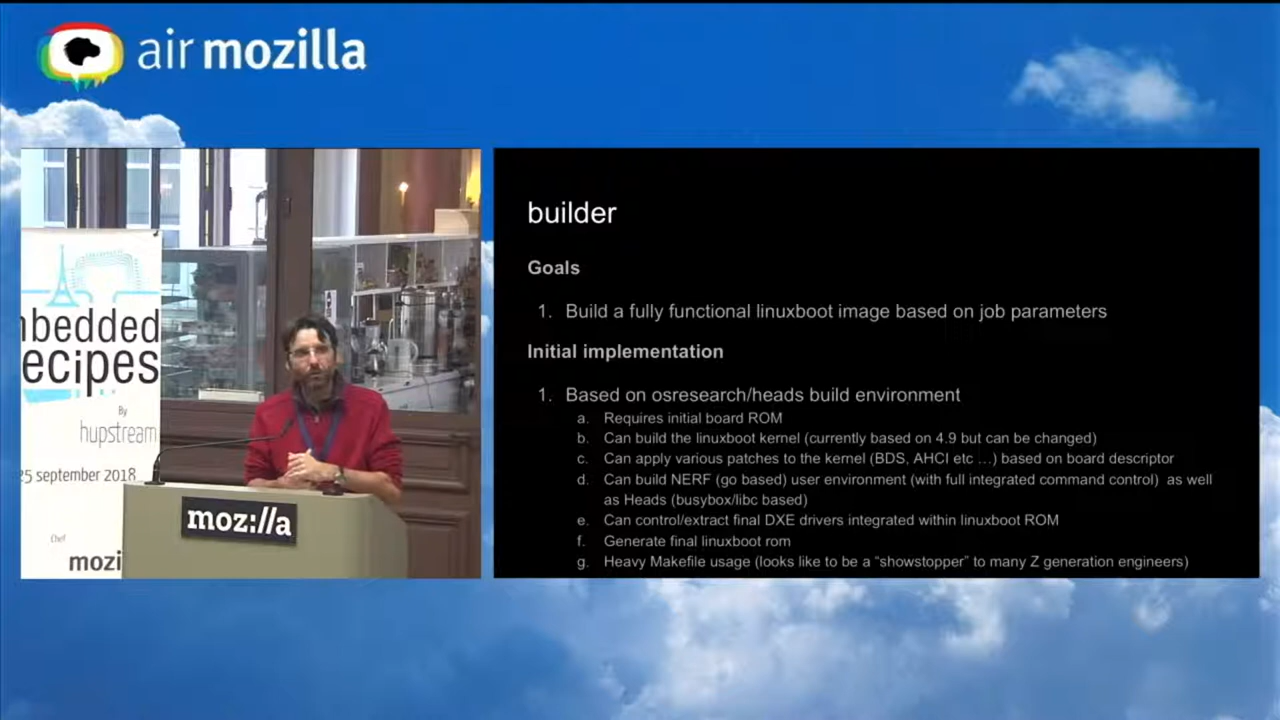 air mozilla
mbedded
ecipes
By
hupstream
25 september 2018
Chef
mozi
moz://a
builder
Goals
1. Build a fully functional linuxboot image based on job parameters
Initial implementation
1. Based on osresearch/heads build environment
a. Requires initial board ROM
b. Can build the linuxboot kernel (currently based on 4.9 but can be changed)
c. Can apply various patches to the kernel (BDS, AHCI etc …) based on board descriptor
d. Can build NERF (go based) user environment (with full integrated command control) as well
as Heads (busybox/libc based)
e. Can control/extract final DXE drivers integrated within linuxboot ROM
f. Generate final linuxboot rom
g. Heavy Makefile usage (looks like to be a “showstopper” to many Z generation engineers)